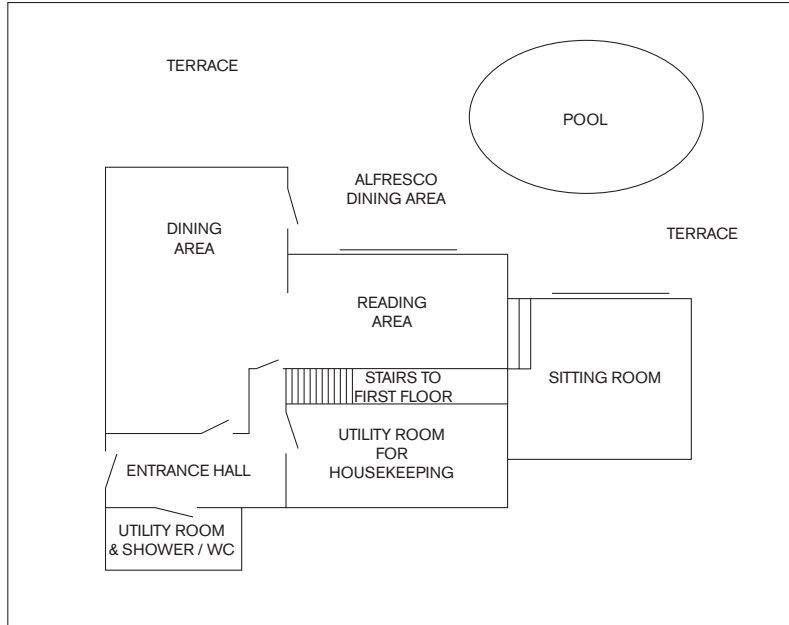 TERRACE
POOL
ALFRESCO
DINING AREA
DINING
AREA
TERRACE
READING
AREA
STAIRS TO
FIRST FLOOR
SITTING ROOM
UTILITY ROOM
FOR
HOUSEKEEPING
ENTRANCE HALL
UTILITY ROOM
& SHOWER / WC